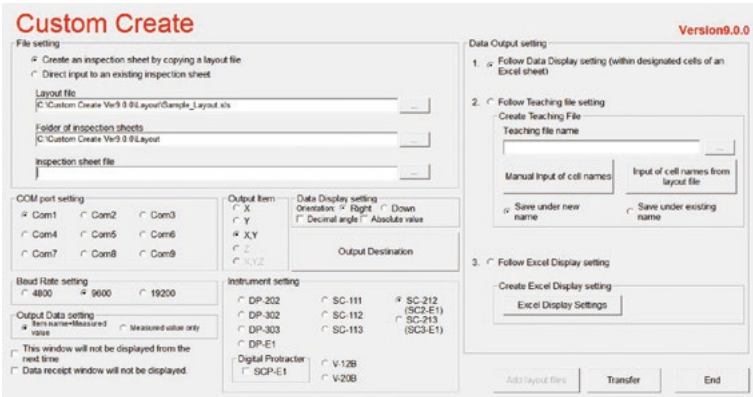 Custom Create
Version9.0.0
File setting
Create an inspection sheet by copying a layout file
Direct input to an existing inspection sheet
Layout file
C:\Custom Create Ver9.0.0\Layout\Sample_Layout.xls
...
Folder of inspection sheets
C:\Custom Create Ver9.0.0\Layout
...
Inspection sheet file
...
COM port setting
Com1 Com2 Com3
Com4 Com5 Com6
Com7 Com8 Com9
Output Item
X
Y
X,Y
Z
X,Y,Z
Data Display setting
Orientation: Right Down
Decimal angle Absolute value
Output Destination
Baud Rate setting
4800 9600 19200
Output Data setting
Item name+Measured
value
Measured value only
This window will not be displayed from the
next time
Data receipt window will not be displayed.
Instrument setting
DP-202 SC-111 SC-212
(SC2-E1)
DP-302 SC-112 SC-213
(SC3-E1)
DP-303 SC-113
DP-E1
Digital Protracter
SCP-E1
V-12B
V-20B
Data Output setting
1. Follow Data Display setting (within designated cells of an
Excel sheet)
2. Follow Teaching file setting
Create Teaching File
Teaching file name
...
Manual Input of cell names
Input of cell names from
layout file
Save under new
name
Save under existing
name
3. Follow Excel Display setting
Create Excel Display setting
Excel Display Settings
Add layout files
Transfer
End